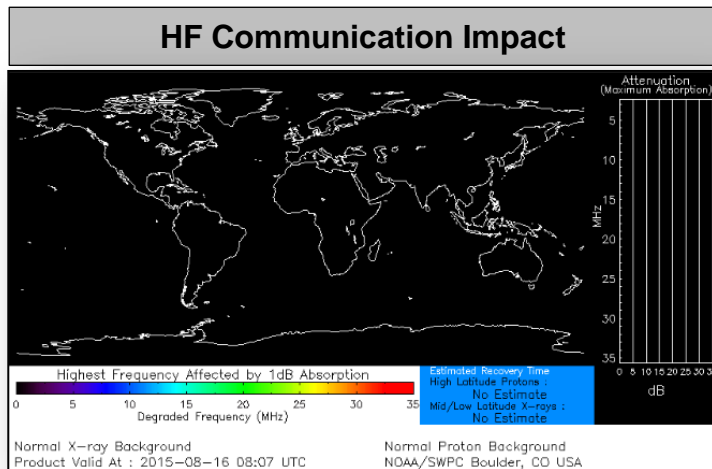 HF Communication Impact
Attenuation
(Maximum Absorption)
5
10
15
20
25
30
35
MHz
0 5 10 15 20 25 30 3
dB
Highest Frequency Affected by 1dB Absorption
0 5 10 15 20 25 30 35
Degraded Frequency (MHz)
Estimated Recovery Time
High Latitude Protons :
No Estimate
Mid/Low Latitude X-rays :
No Estimate
Normal X-ray Background
Product Valid At : 2015-08-16 08:07 UTC
Normal Proton Background
NOAA/SWPC Boulder, CO USA